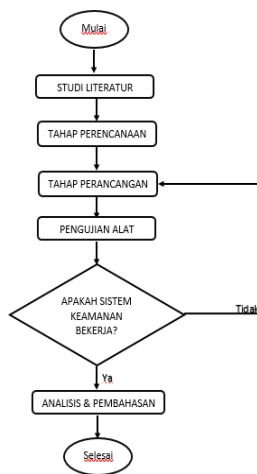 Mulai
STUDI LITERATUR
TAHAP PERENCANAAN
TAHAP PERANCANGAN
PENGUJIAN ALAT
APAKAH SISTEM
KEAMANAN
BEKERJA?
Tidak
Ya
ANALISIS & PEMBAHASAN
Selesai